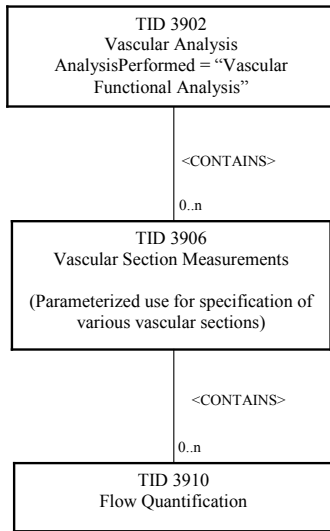 TID 3902
Vascular Analysis
AnalysisPerformed = “Vascular
Functional Analysis”
<CONTAINS>
0..n
TID 3906
Vascular Section Measurements
(Parameterized use for specification of
various vascular sections)
<CONTAINS>
0..n
TID 3910
Flow Quantification